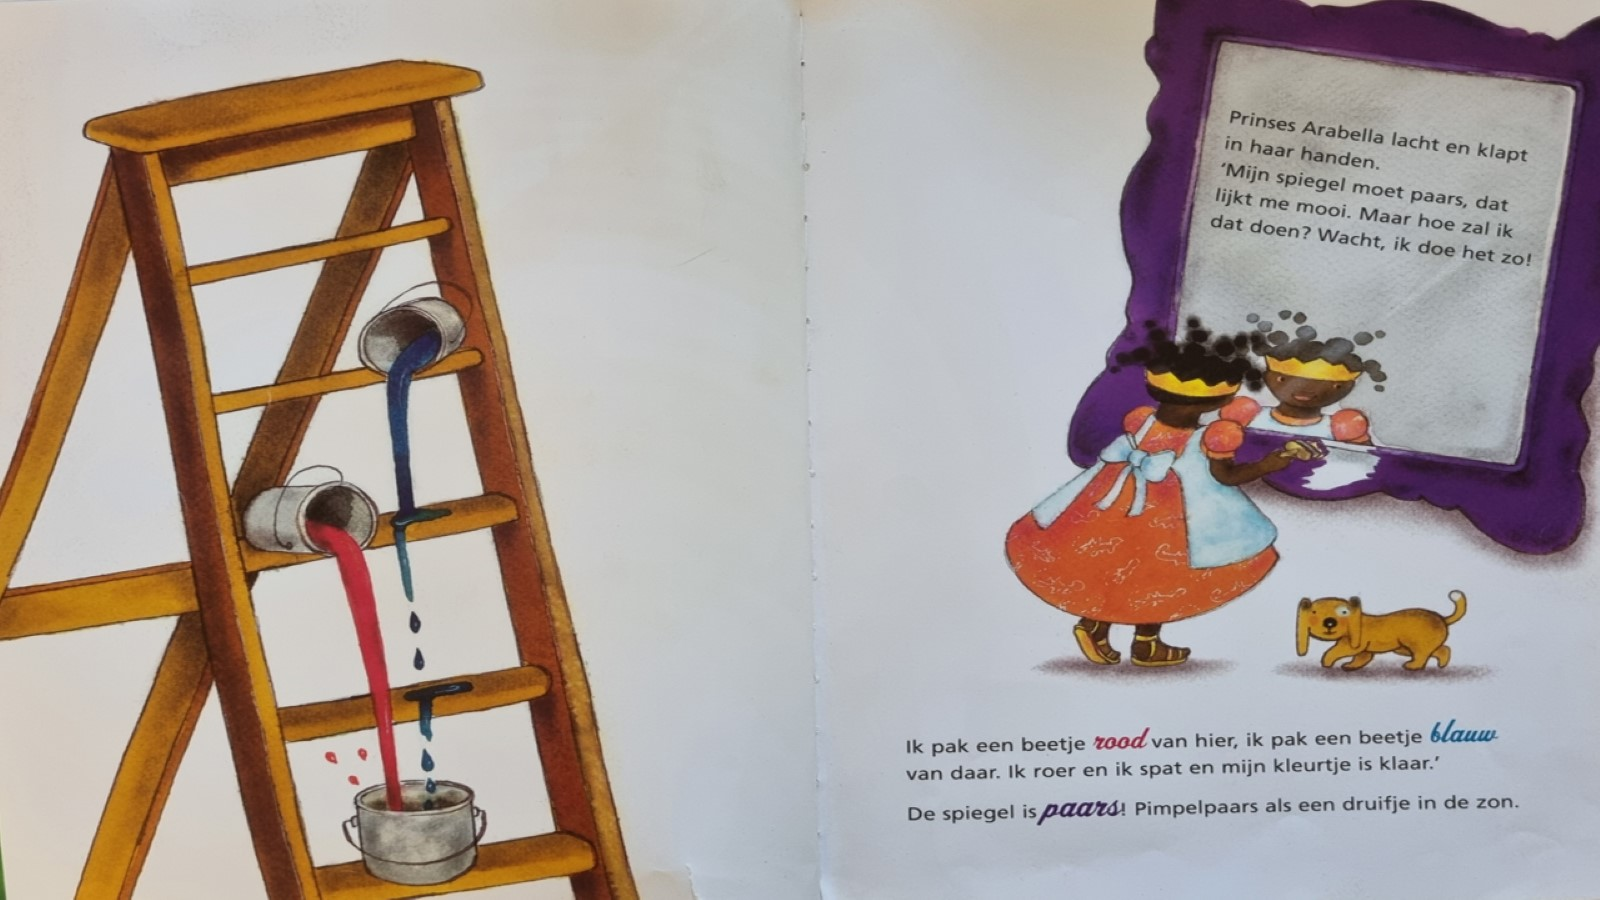 Prinses Arabella lacht en klapt
in haar handen.
‘Mijn spiegel moet paars, dat
lijkt me mooi. Maar hoe zal ik
dat doen? Wacht, ik doe het zo!
Ik pak een beetje rood van hier, ik pak een beetje blauw
van daar. Ik roer en ik spat en mijn kleurtje is klaar.’
De spiegel is paars! Pimpelpaars als een druifje in de zon.